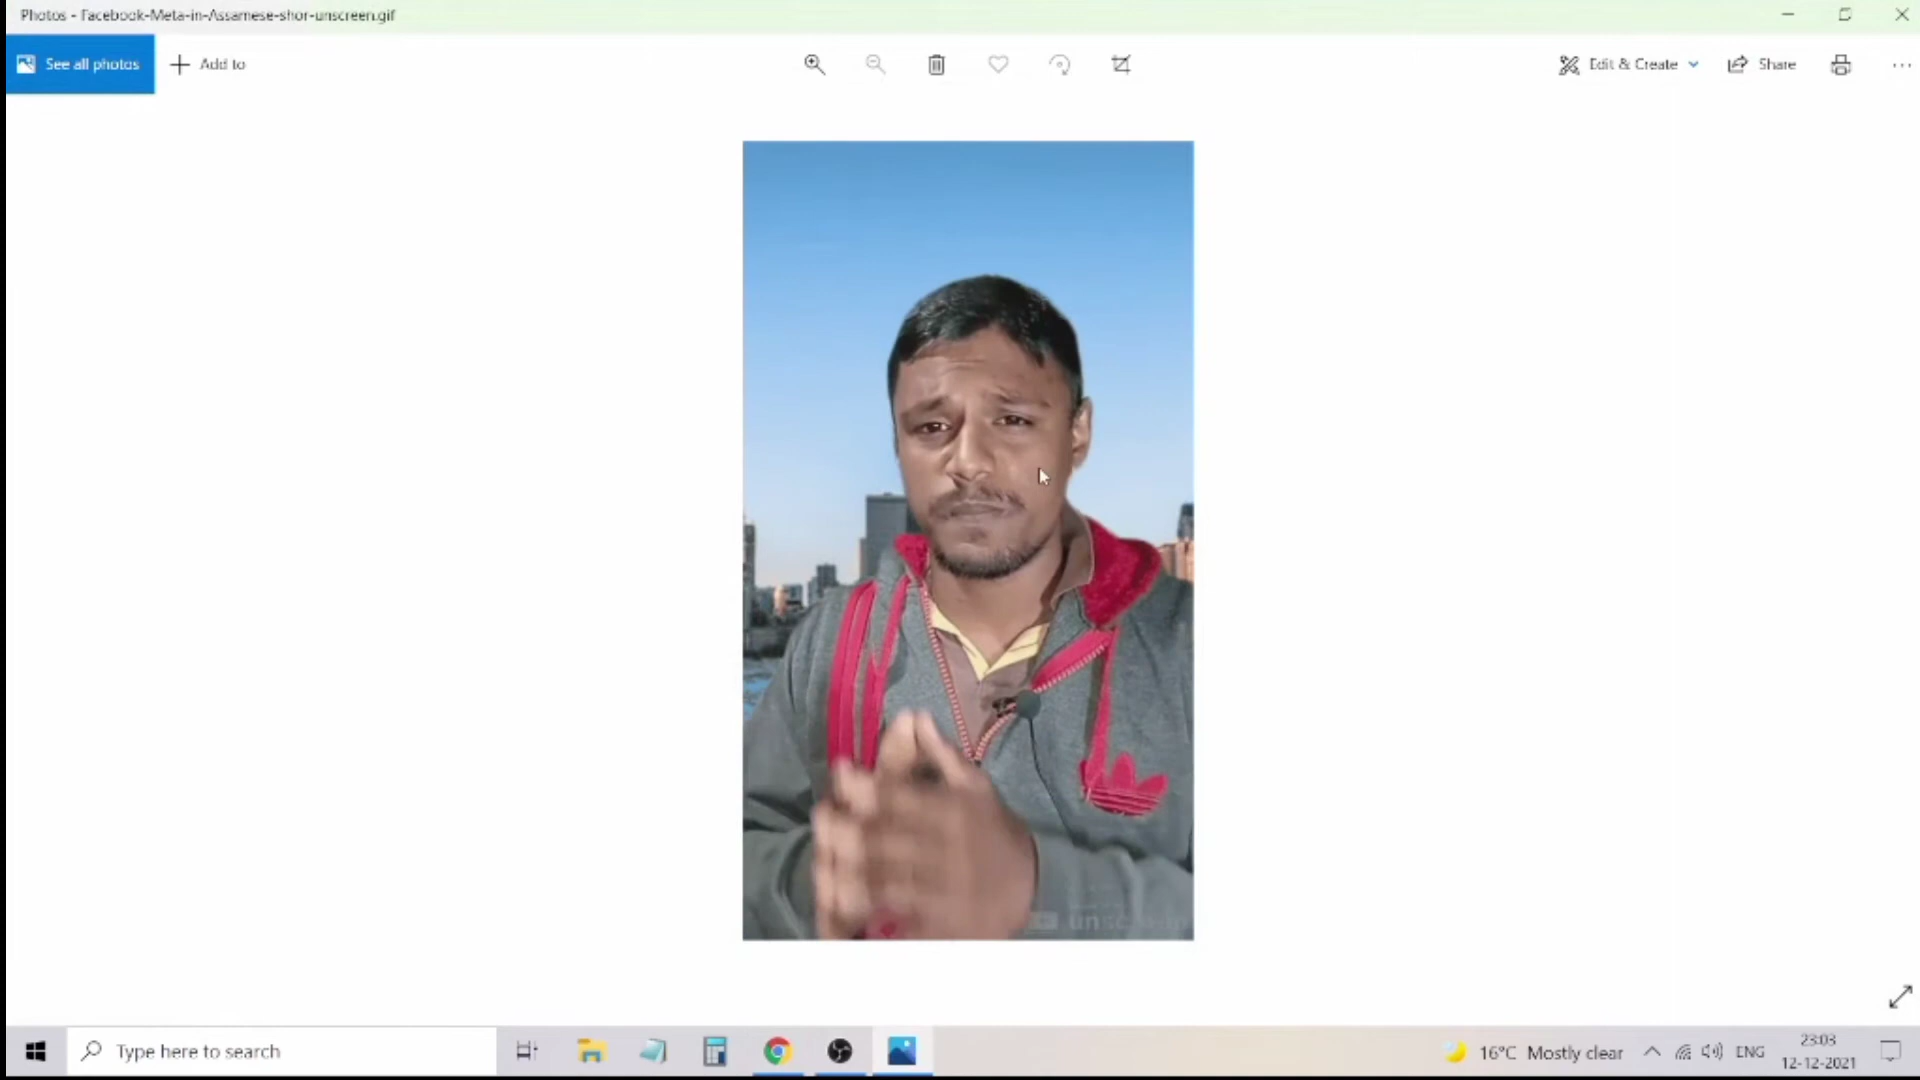 Photos - Facebook-Meta-in-Assamese-shor-unscreen.gif
See all photos
Add to
Edit & Create
Share
Type here to search
16°C Mostly clear
ENG
23:03
12-12-2021